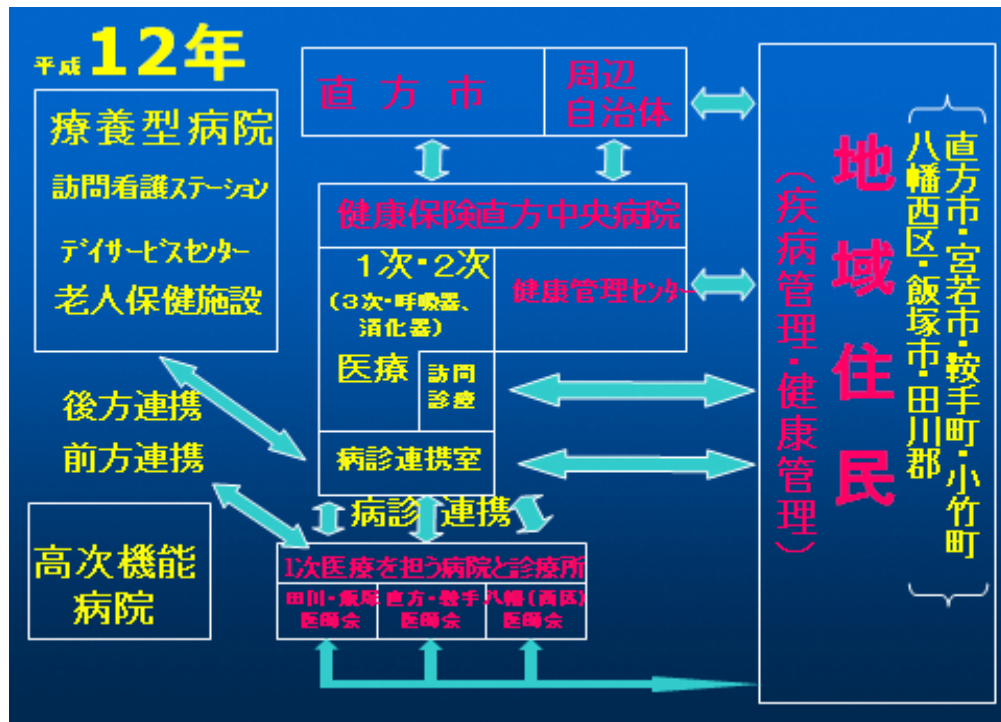 平成12年
療養型病院
訪問看護ステーション
デイサービスセンター
老人保健施設
後方連携
前方連携
高次機能
病院
直方市
周辺
自治体
健康保険直方中央病院
1次・2次
(3次・呼吸器、
消化器)
医療
訪問
診療
健康管理センター
病診連携室
病診連携
1次医療を担う病院と診療所
田川・飯塚
医師会
直方・鞍手
医師会
八幡(西区)
医師会
直方市・宮若市・鞍手町・小竹町
八幡西区・飯塚市・田川郡
地域住民
(疾病管理・健康管理)